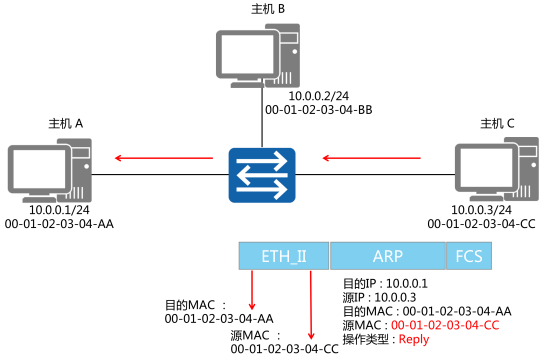 主机 B
10.0.0.2/24
00-01-02-03-04-BB
主机 A
主机 C
10.0.0.1/24
00-01-02-03-04-AA
10.0.0.3/24
00-01-02-03-04-CC
ETH_II ARP FCS
目的MAC :
00-01-02-03-04-AA
源MAC :
00-01-02-03-04-CC
目的IP : 10.0.0.1
源IP : 10.0.0.3
目的MAC : 00-01-02-03-04-AA
源MAC : 00-01-02-03-04-CC
操作类型 : Reply